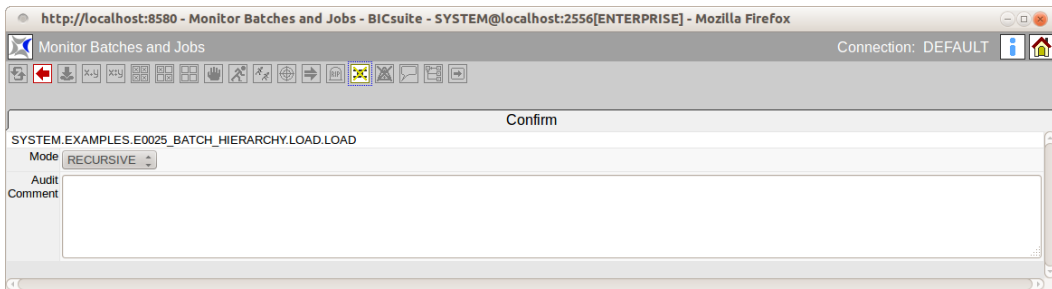 http://localhost:8580 - Monitor Batches and Jobs - BICsuite - SYSTEM@localhost:2556[ENTERPRISE] - Mozilla Firefox
Monitor Batches and Jobs Connection: DEFAULT
x.y x:y RIP
Confirm
SYSTEM.EXAMPLES.E0025_BATCH_HIERARCHY.LOAD.LOAD
Mode RECURSIVE
Audit
Comment